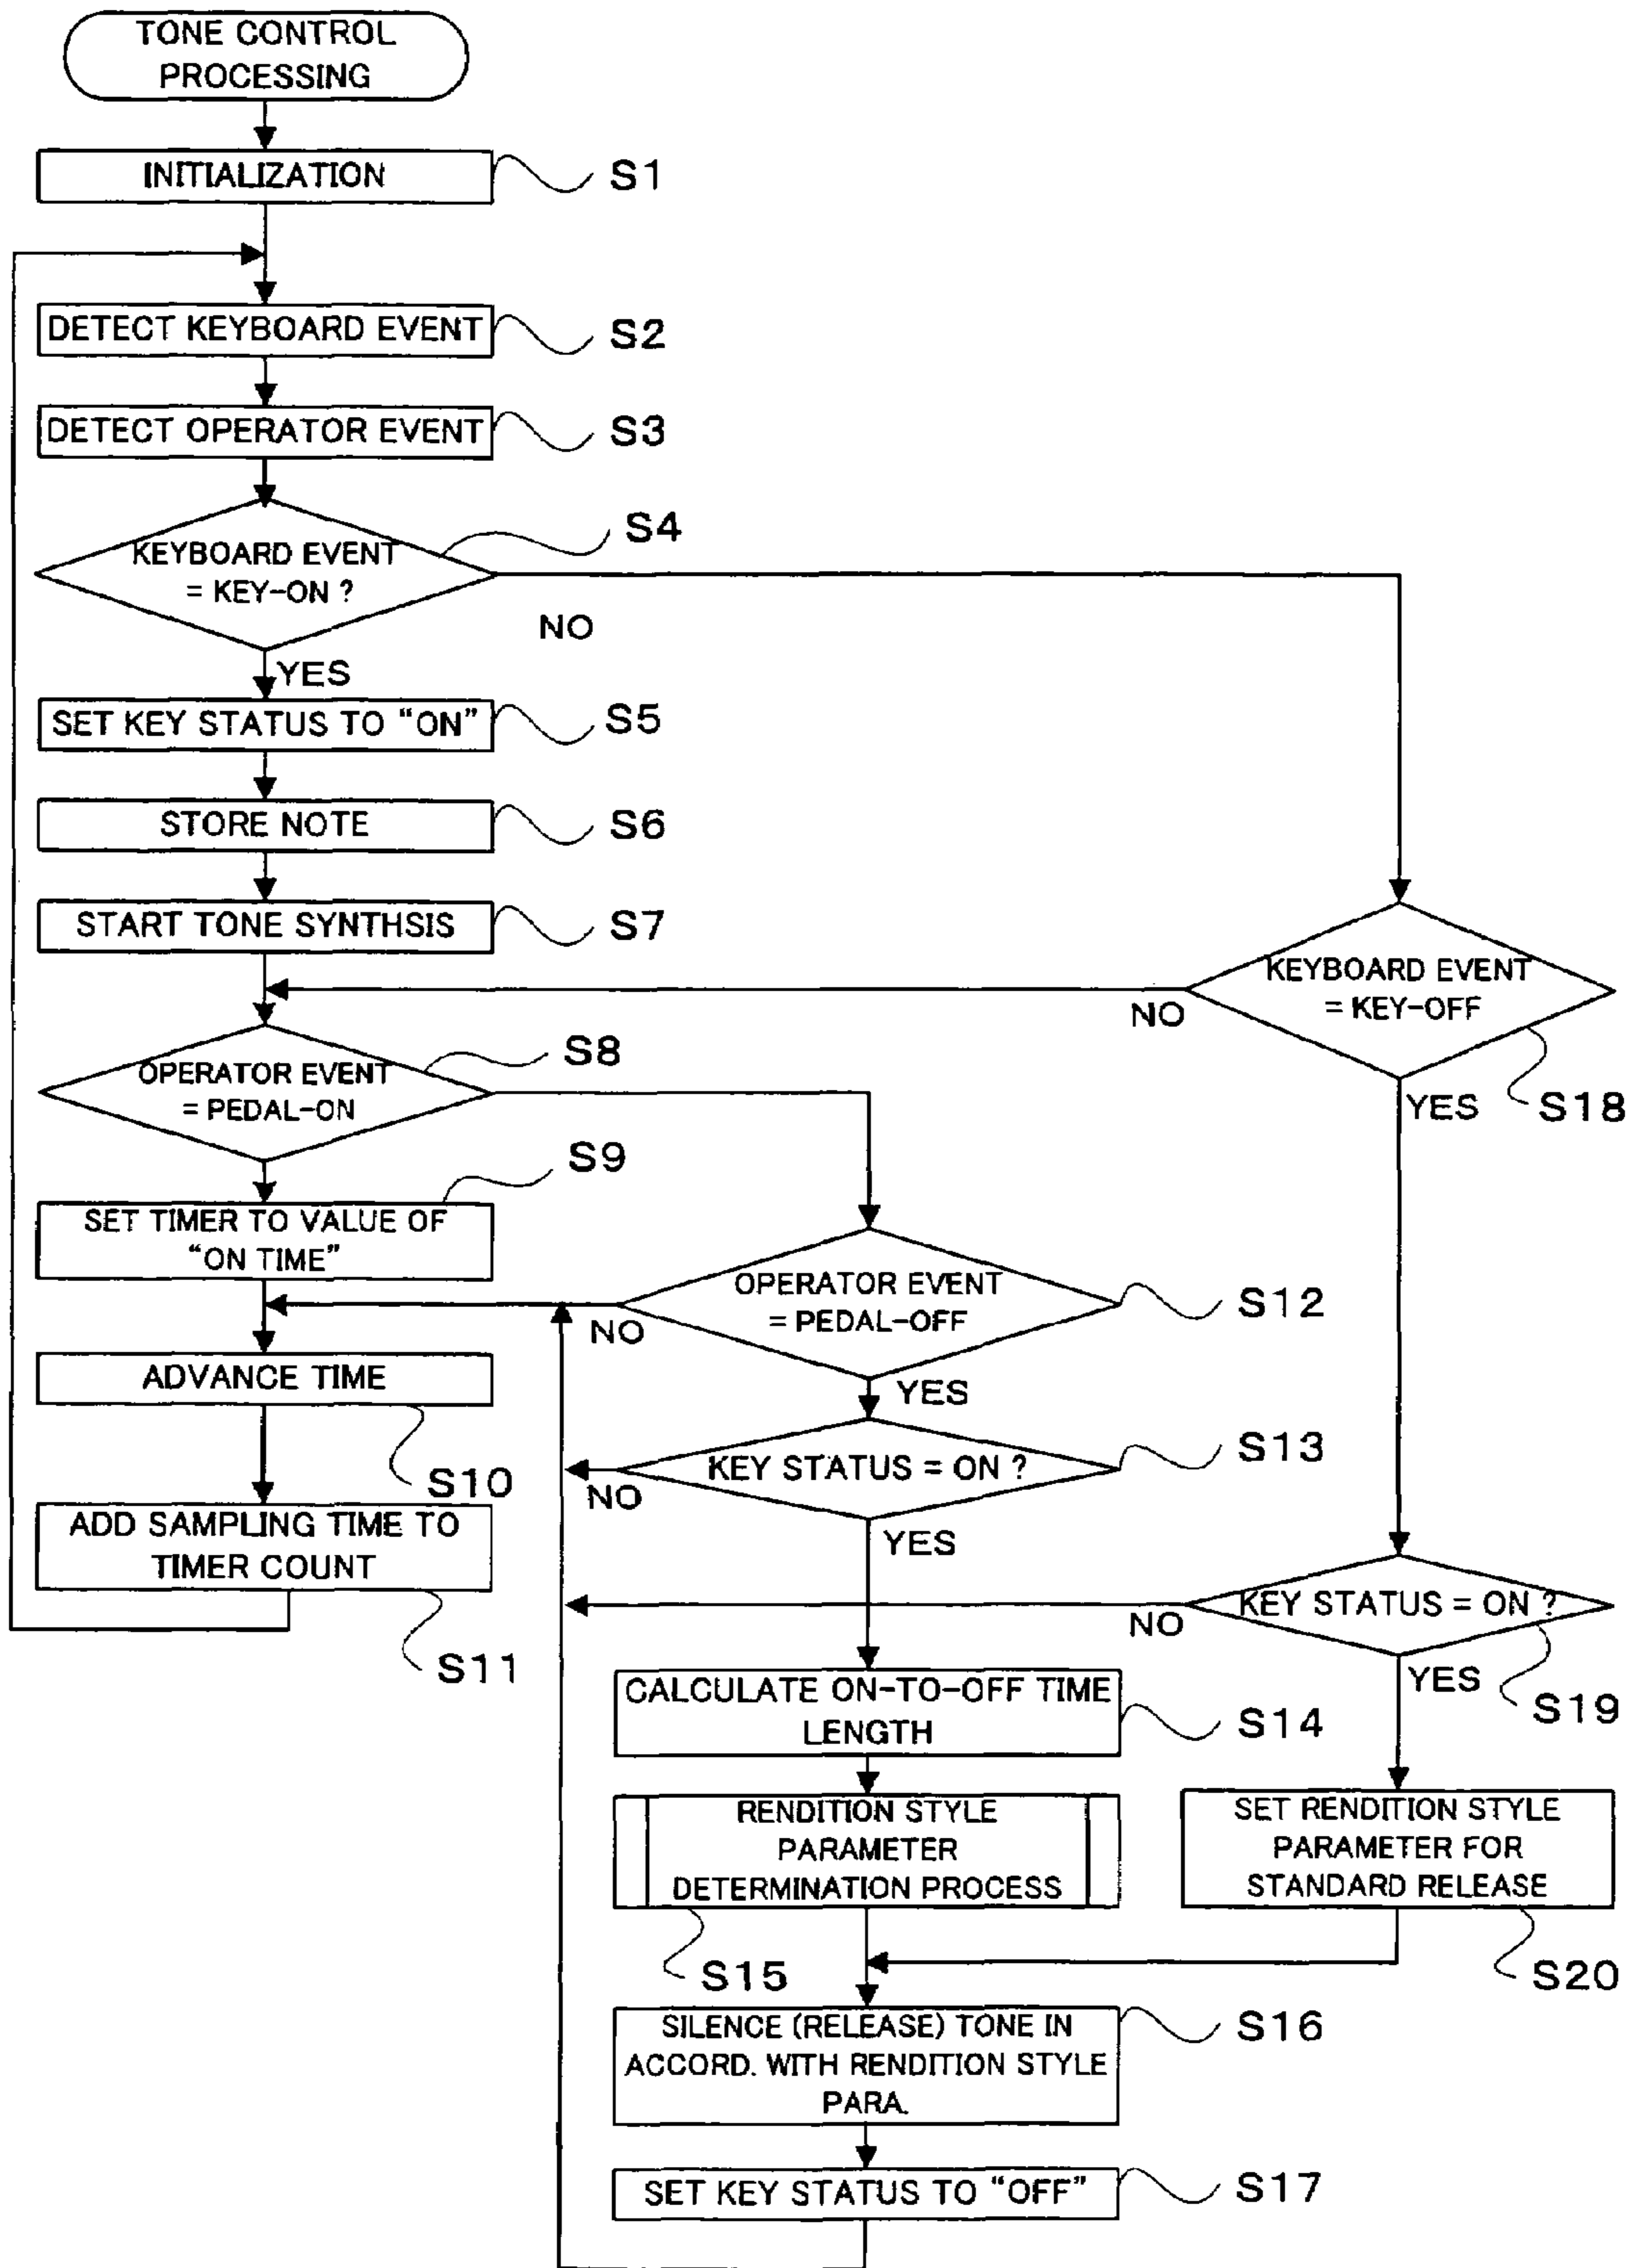 TONE CONTROL
PROCESSING
INITIALIZATION
S1
DETECT KEYBOARD EVENT
S2
DETECT OPERATOR EVENT
S3
KEYBOARD EVENT
= KEY-ON ?
S4
NO
YES
SET KEY STATUS TO “ON”
S5
STORE NOTE
S6
START TONE SYNTHSIS
S7
KEYBOARD EVENT
= KEY-OFF
NO
YES
S18
OPERATOR EVENT
= PEDAL-ON
S8
SET TIMER TO VALUE OF
“ON TIME”
S9
OPERATOR EVENT
= PEDAL-OFF
S12
NO
YES
ADVANCE TIME
S10
KEY STATUS = ON ?
S13
NO
YES
ADD SAMPLING TIME TO
TIMER COUNT
S11
KEY STATUS = ON ?
NO
YES
S19
CALCULATE ON-TO-OFF TIME
LENGTH
S14
RENDITION STYLE
PARAMETER
DETERMINATION PROCESS
S15
SET RENDITION STYLE
PARAMETER FOR
STANDARD RELEASE
S20
SILENCE (RELEASE) TONE IN
ACCORD. WITH RENDITION STYLE
PARA.
S16
SET KEY STATUS TO “OFF”
S17